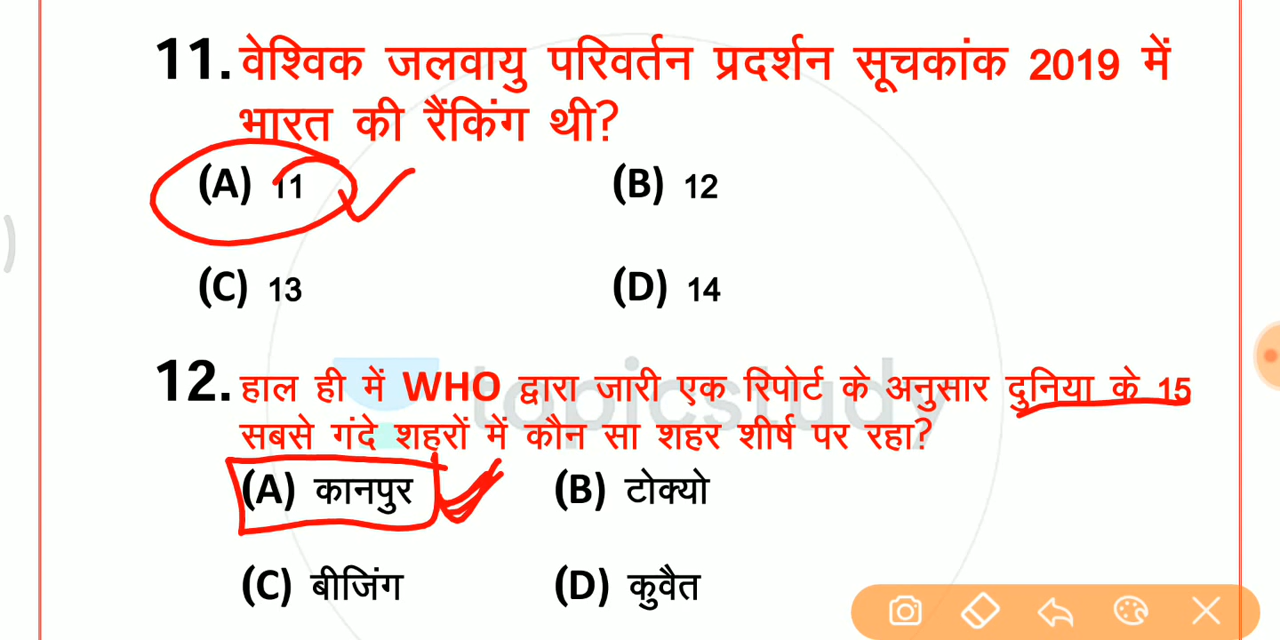 11. वेश्विक जलवायु परिवर्तन प्रदर्शन सूचकांक 2019 में
भारत की रैंकिंग थी?
(A) 11 (B) 12
(C) 13 (D) 14
12. हाल ही में WHO द्वारा जारी एक रिपोर्ट के अनुसार दुनिया के 15
सबसे गंदे शहरों में कौन सा शहर शीर्ष पर रहा?
topicstudy
(A) कानपुर (B) टोक्यो
(C) बीजिंग (D) कुवैत